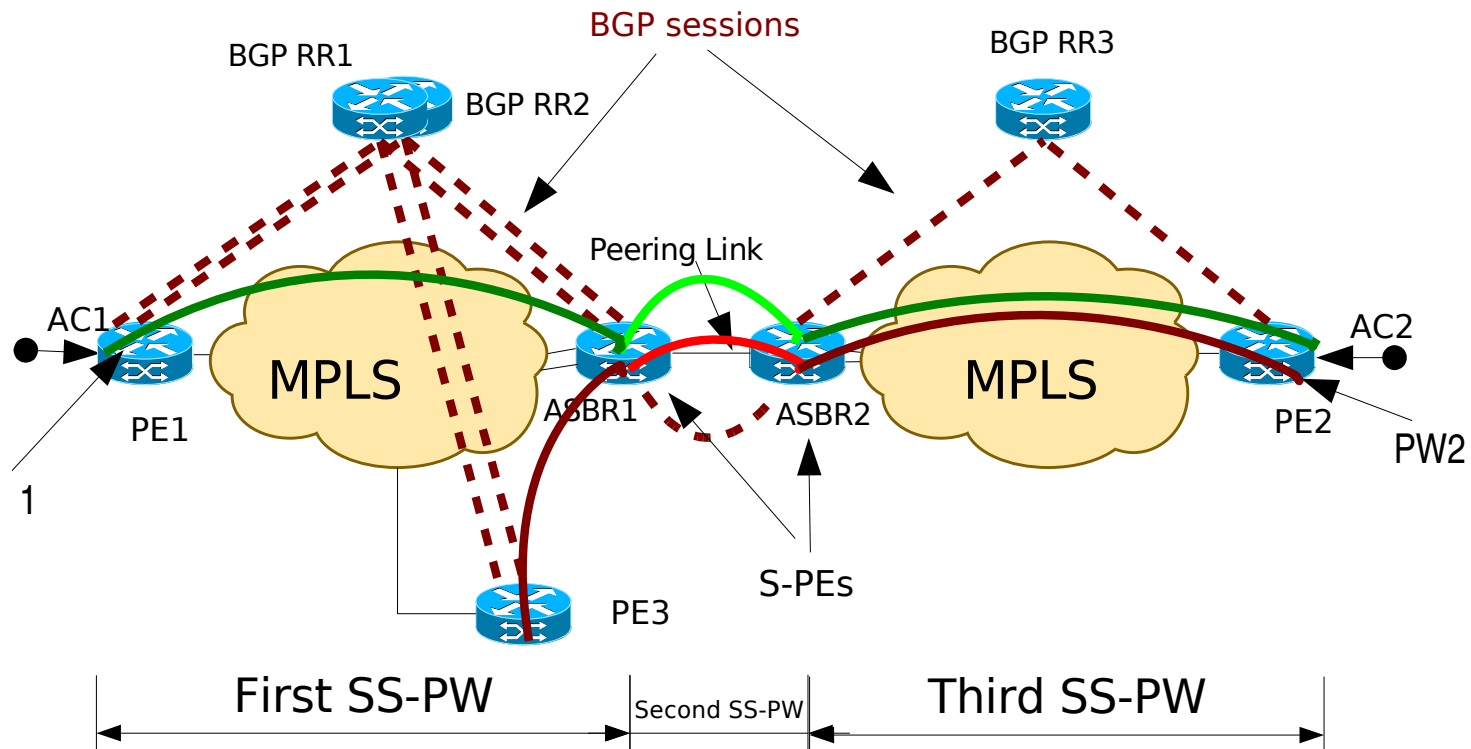 BGP sessions
BGP RR1
BGP RR2
BGP RR3
Peering Link
AC1
AC2
MPLS
MPLS
PE1
ASBR1
ASBR2
PE2
PW2
1
S-PEs
PE3
First SS-PW
Second SS-PW
Third SS-PW